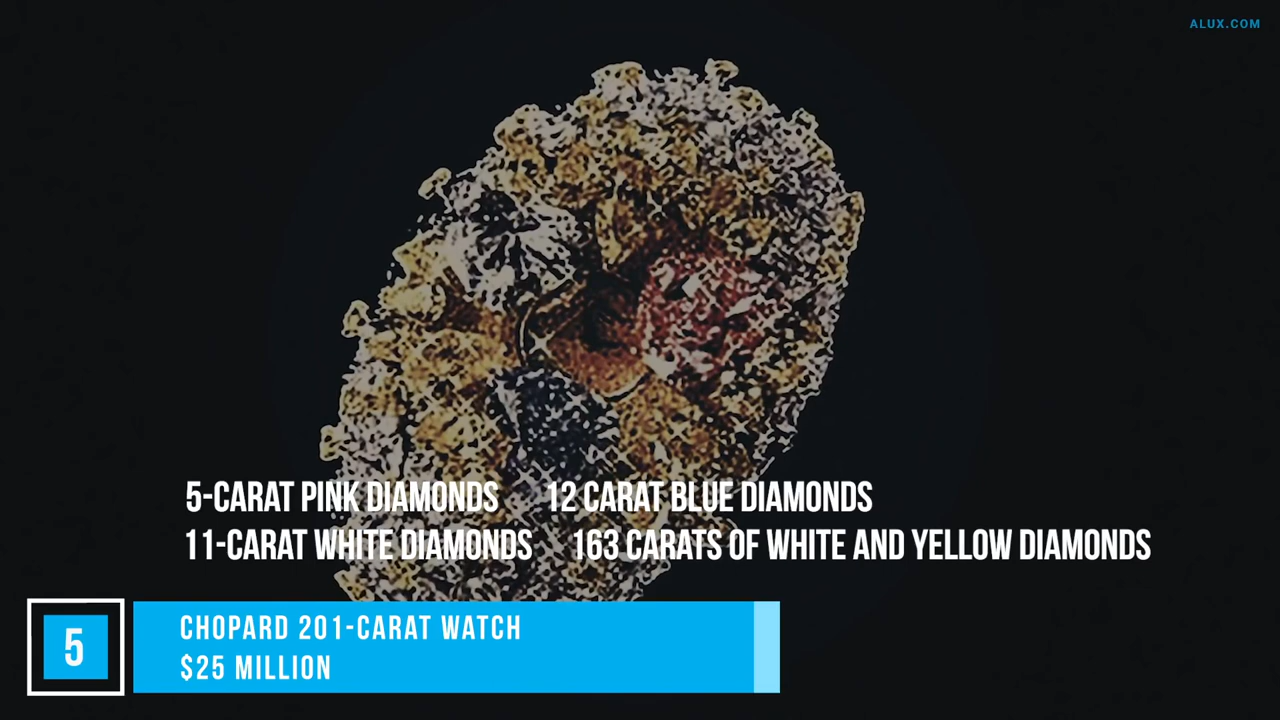 ALUX.COM
5-CARAT PINK DIAMONDS 12 CARAT BLUE DIAMONDS
11-CARAT WHITE DIAMONDS 163 CARATS OF WHITE AND YELLOW DIAMONDS
5
CHOPARD 201-CARAT WATCH
$25 MILLION